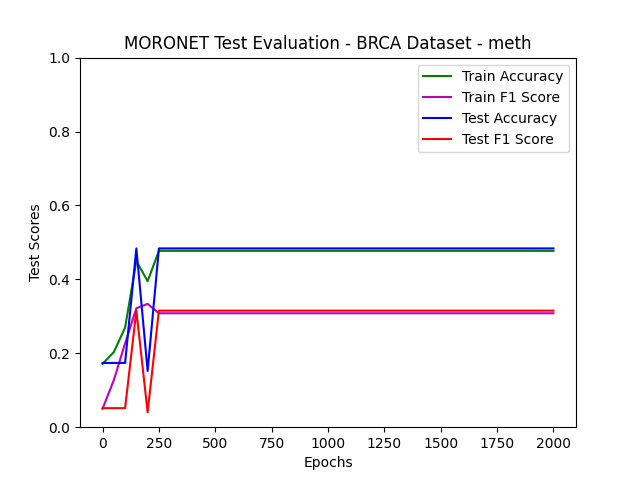 MORONET Test Evaluation - BRCA Dataset - meth
Train Accuracy
Train F1 Score
Test Accuracy
Test F1 Score
Test Scores
1.0
0.8
0.6
0.4
0.2
0.0
0 250 500 750 1000 1250 1500 1750 2000
Epochs